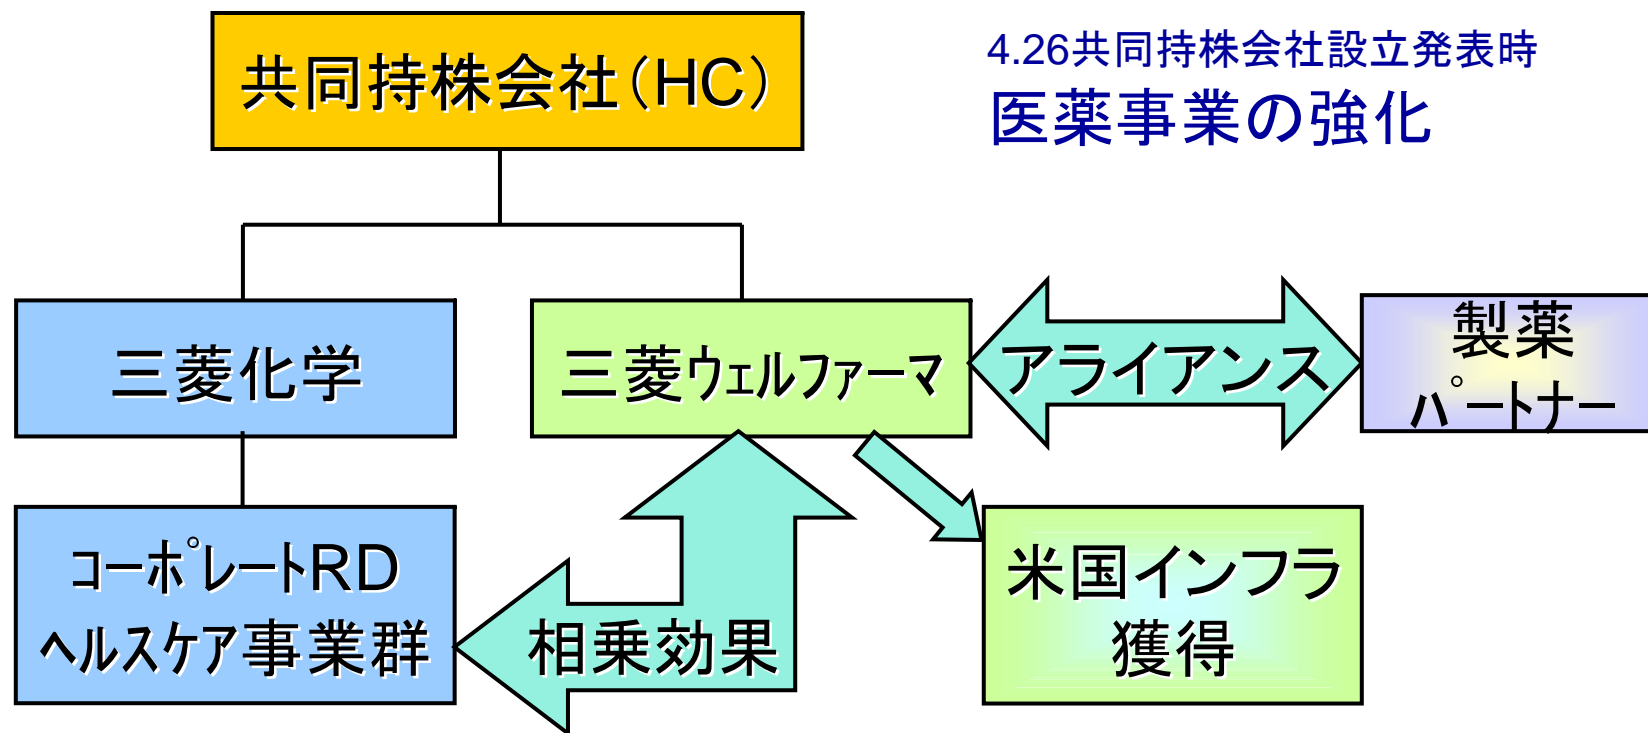 共同持株会社(HC)
4.26共同持株会社設立発表時
医薬事業の強化
三菱化学
三菱ウェルファーマ
アライアンス
製薬
パートナー
コーポレートRD
ヘルスケア事業群
相乗効果
米国インフラ
獲得